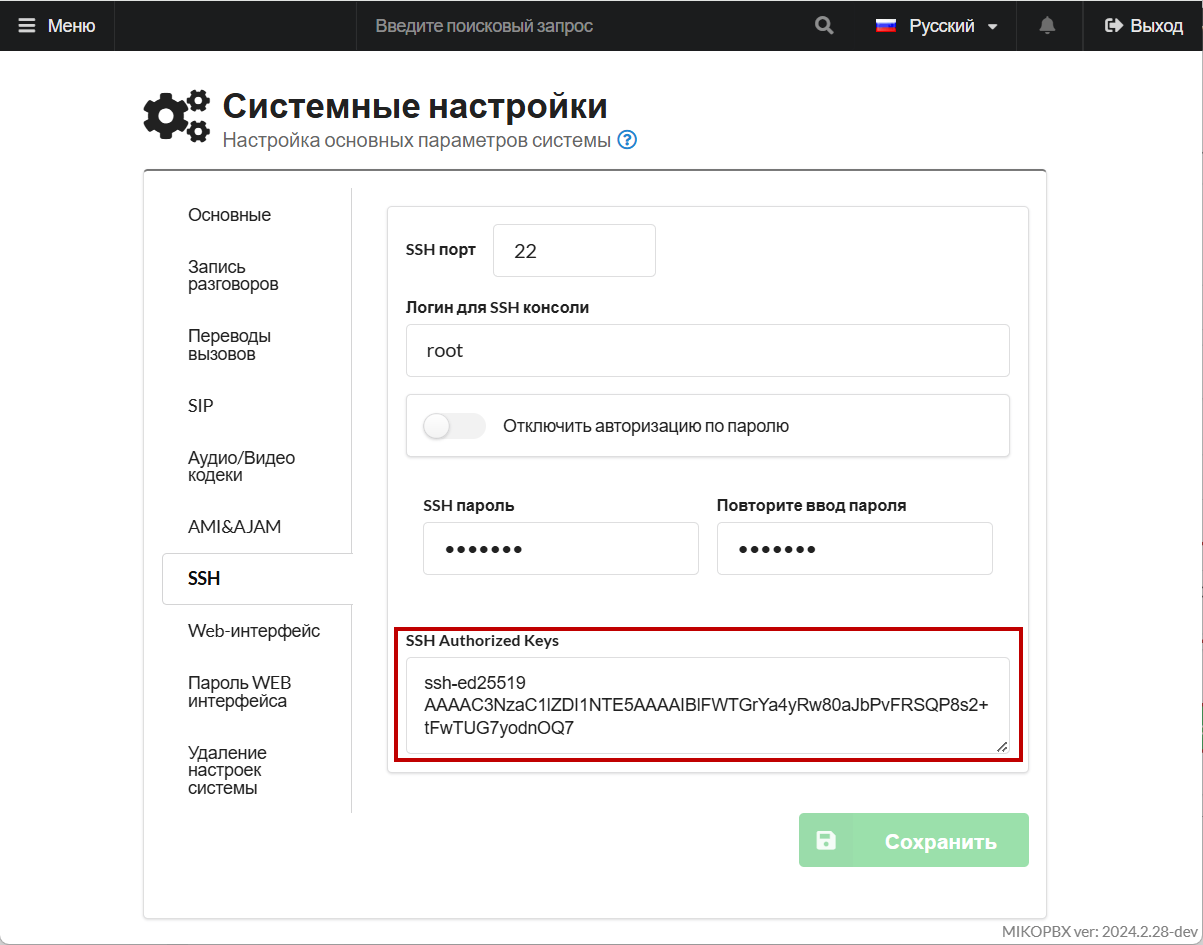 Меню
Введите поисковый запрос
Русский
Выход
Системные настройки
Настройка основных параметров системы
Основные
Запись
разговоров
Переводы
вызовов
SIP
Аудио/Видео
кодеки
AMI&AJAM
SSH
Web-интерфейс
Пароль WEB
интерфейса
Удаление
настроек
системы
SSH порт
22
Логин для SSH консоли
root
Отключить авторизацию по паролю
SSH пароль
Повторите ввод пароля
•••••••
•••••••
SSH Authorized Keys
ssh-ed25519
AAAAC3NzaC1lZDI1NTE5AAAAIBlFWTGrYa4yRw80aJbPvFRSQP8s2+
tFwTUG7yodnOQ7
Сохранить
MIKOPBX ver: 2024.2.28-dev